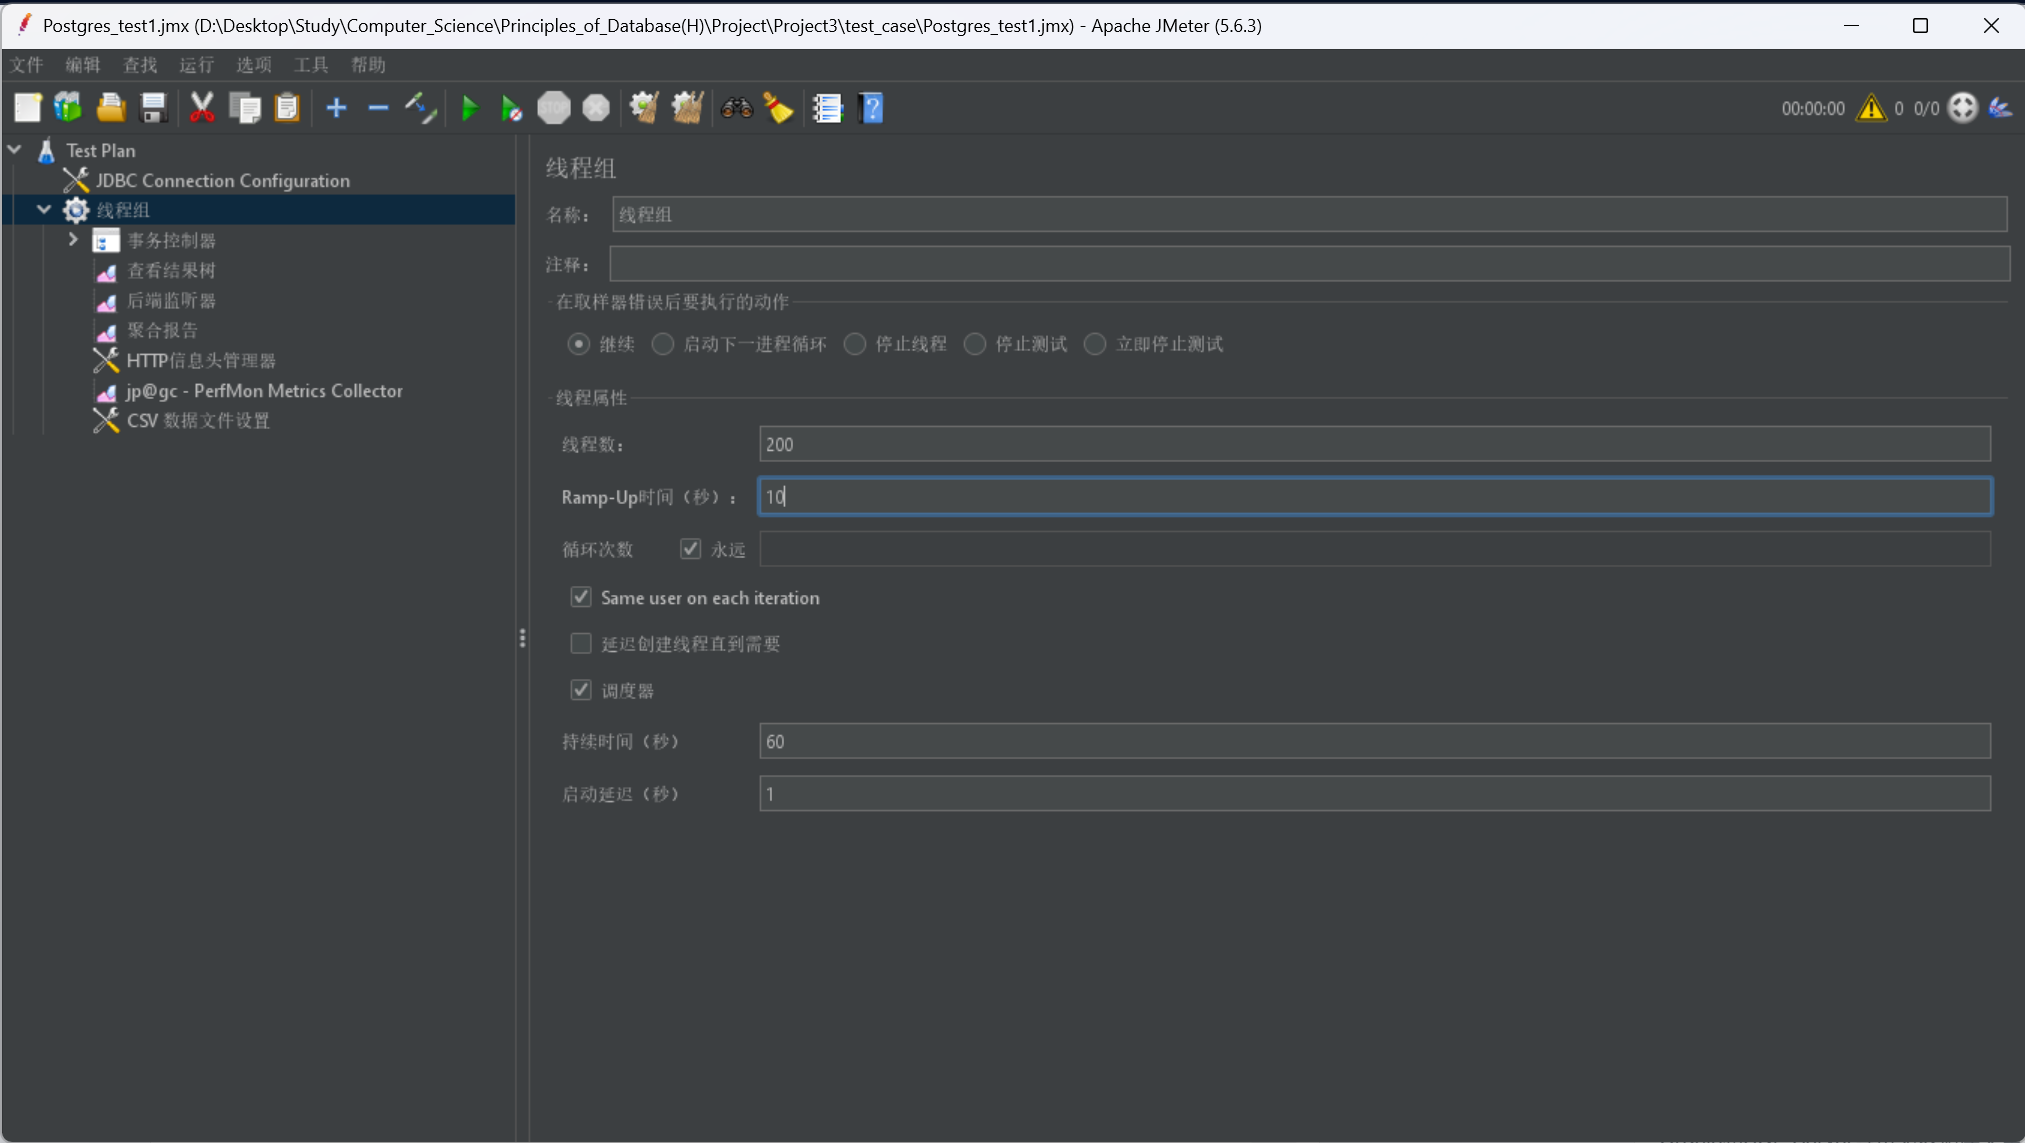 Postgres_test1.jmx (D:\Desktop\Study\Computer_Science\Principles_of_Database(H)\Project\Project3\test_case\Postgres_test1.jmx) - Apache JMeter (5.6.3)
文件 编辑 查找 运行 选项 工具 帮助
STOP
00:00:00 0 0/0
Test Plan
JDBC Connection Configuration
线程组
事务控制器
查看结果树
后端监听器
聚合报告
HTTP信息头管理器
jp@gc - PerfMon Metrics Collector
CSV 数据文件设置
线程组
名称: 线程组
注释:
在取样器错误后要执行的动作
继续 启动下一进程循环 停止线程 停止测试 立即停止测试
线程属性
线程数: 200
Ramp-Up时间（秒）: 10
循环次数 永远
Same user on each iteration
延迟创建线程直到需要
调度器
持续时间（秒） 60
启动延迟（秒） 1